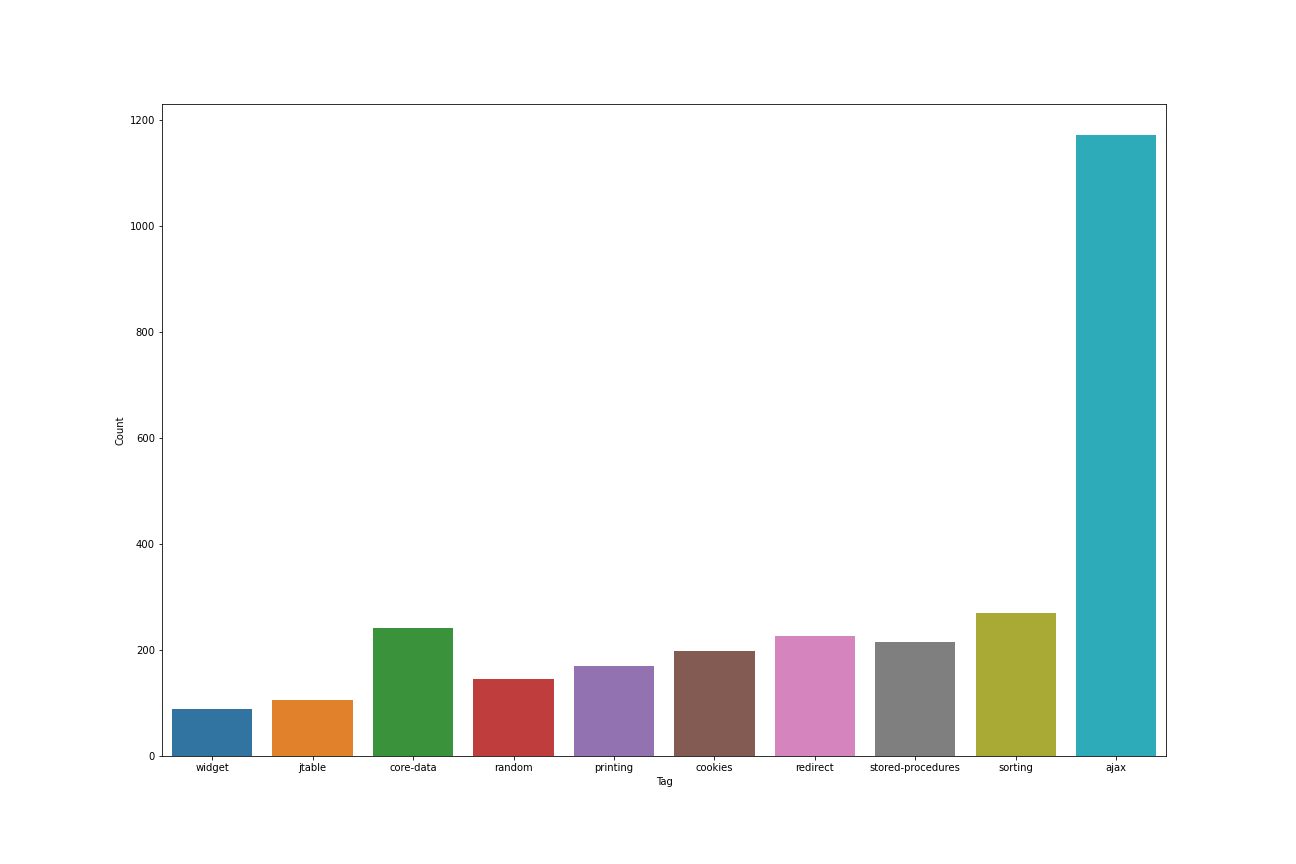 1200
1000
800
600
400
200
0
Count
widget jtable core-data random printing cookies redirect stored-procedures sorting ajax
Tag